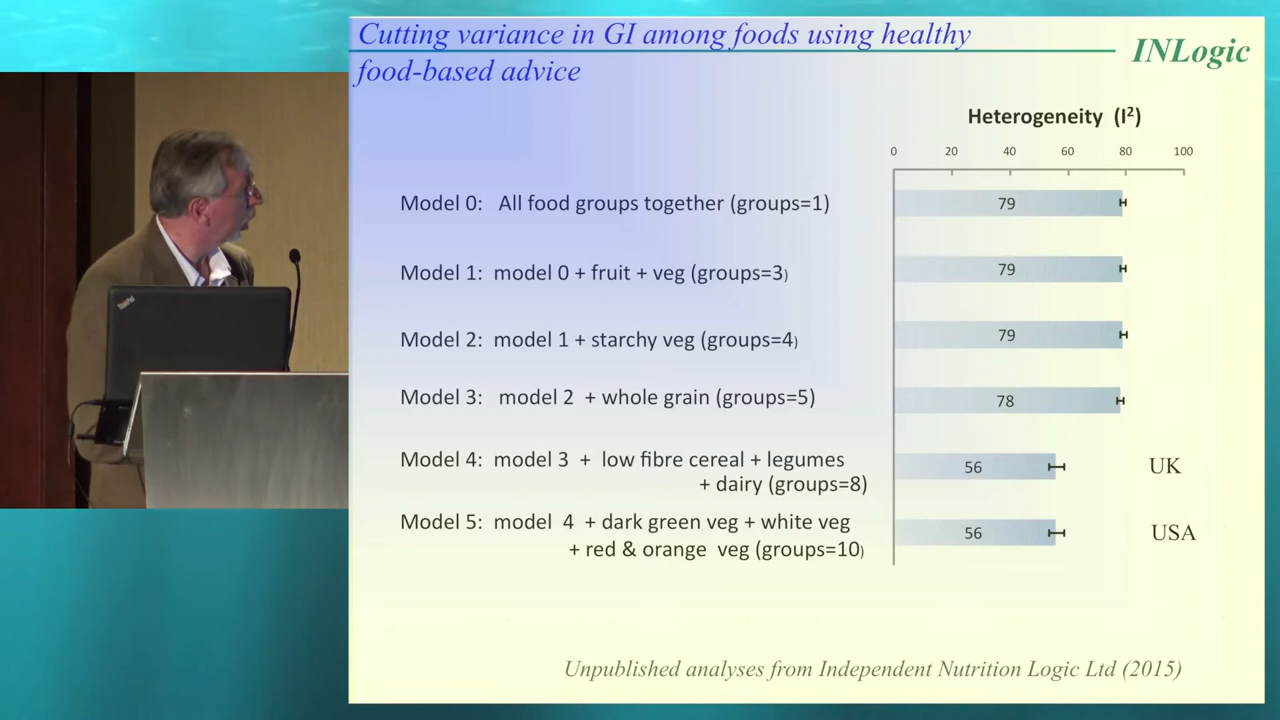 Cutting variance in GI among foods using healthy
food-based advice
INLogic
Heterogeneity (I²)
0 20 40 60 80 100
Model 0: All food groups together (groups=1) 79
Model 1: model 0 + fruit + veg (groups=3) 79
Model 2: model 1 + starchy veg (groups=4) 79
Model 3: model 2 + whole grain (groups=5) 78
Model 4: model 3 + low fibre cereal + legumes
+ dairy (groups=8)
56 UK
Model 5: model 4 + dark green veg + white veg
+ red & orange veg (groups=10)
56 USA
Unpublished analyses from Independent Nutrition Logic Ltd (2015)
ThinkPad